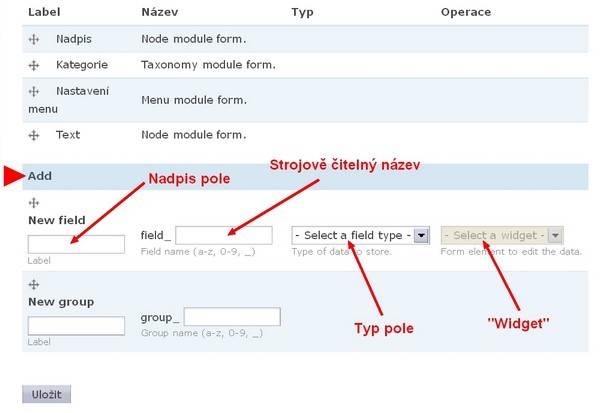 Label Název Typ Operace
Nadpis Node module form.
Kategorie Taxonomy module form.
Nastavení Menu module form.
menu
Text Node module form.
Strojově čitelný název
Add Nadpis pole
New field
field_ - Select a field type - - Select a widget -
Label Field name (a-z, 0-9, _) Type of data to store. Form element to edit the data.
New group
group_ Typ pole "Widget"
Label Group name (a-z, 0-9, _)
Uložit